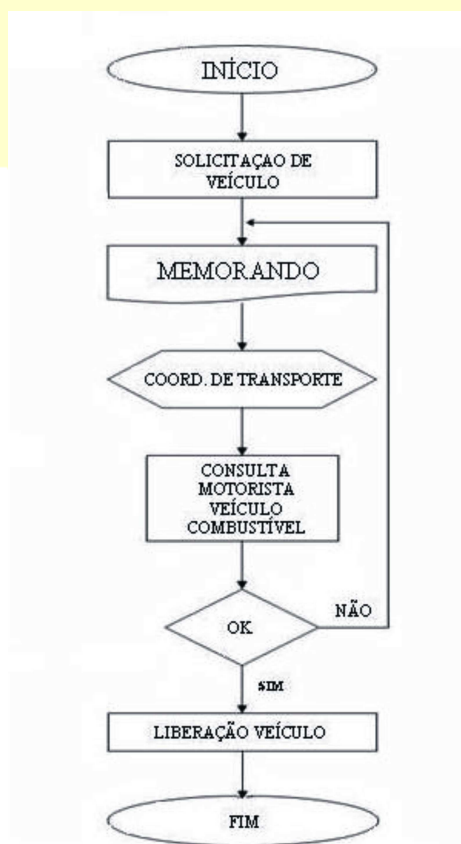 INÍCIO
SOLICITAÇAO DE
VEÍCULO
MEMORANDO
COORD. DE TRANSPORTE
CONSULTA
MOTORISTA
VEÍCULO
COMBUSTÍVEL
OK
NÃO
SIM
LIBERAÇÃO VEÍCULO
FIM